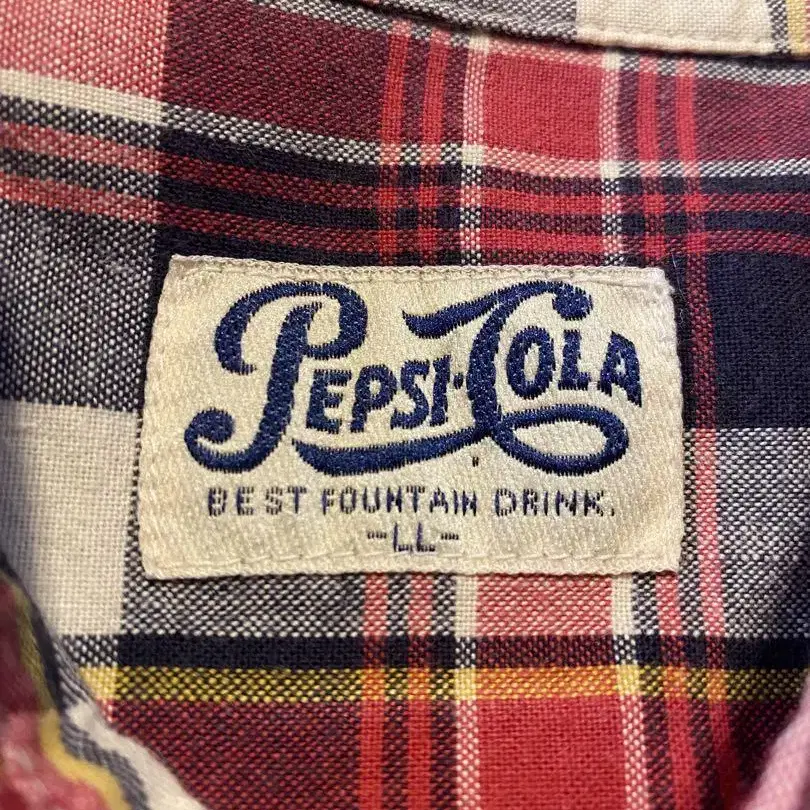 PEPSI-COLA
BEST FOUNTAIN DRINK.
-LL-